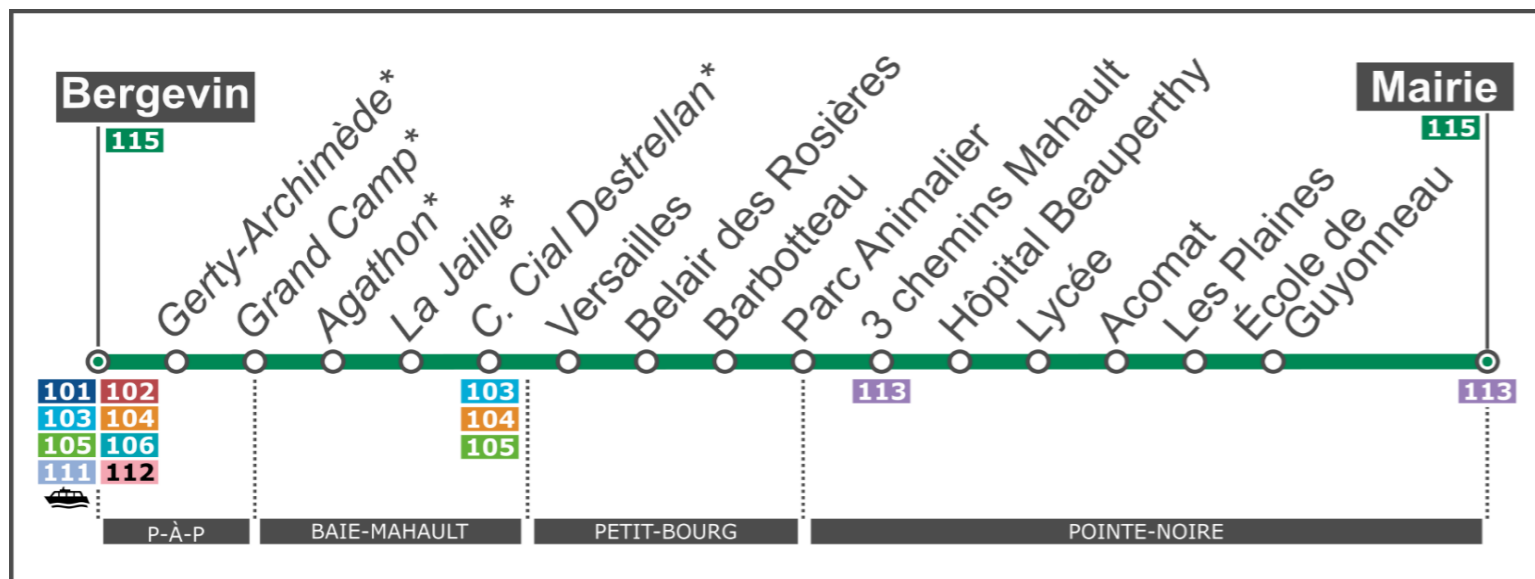 Bergevin
115
Gerty-Archimède*
Grand Camp*
Agathon*
La Jaille*
C. Cial Destrellan*
Versailles
Belair des Rosières
Barbotteau
Parc Animalier
3 chemins Mahault
Hôpital Beauperthy
Lycée
Acomat
Les Plaines
École de
Guyonneau
Mairie
115
101 102
103 104
105 106
111 112
103
104
105
113
113
P-À-P
BAIE-MAHAULT
PETIT-BOURG
POINTE-NOIRE